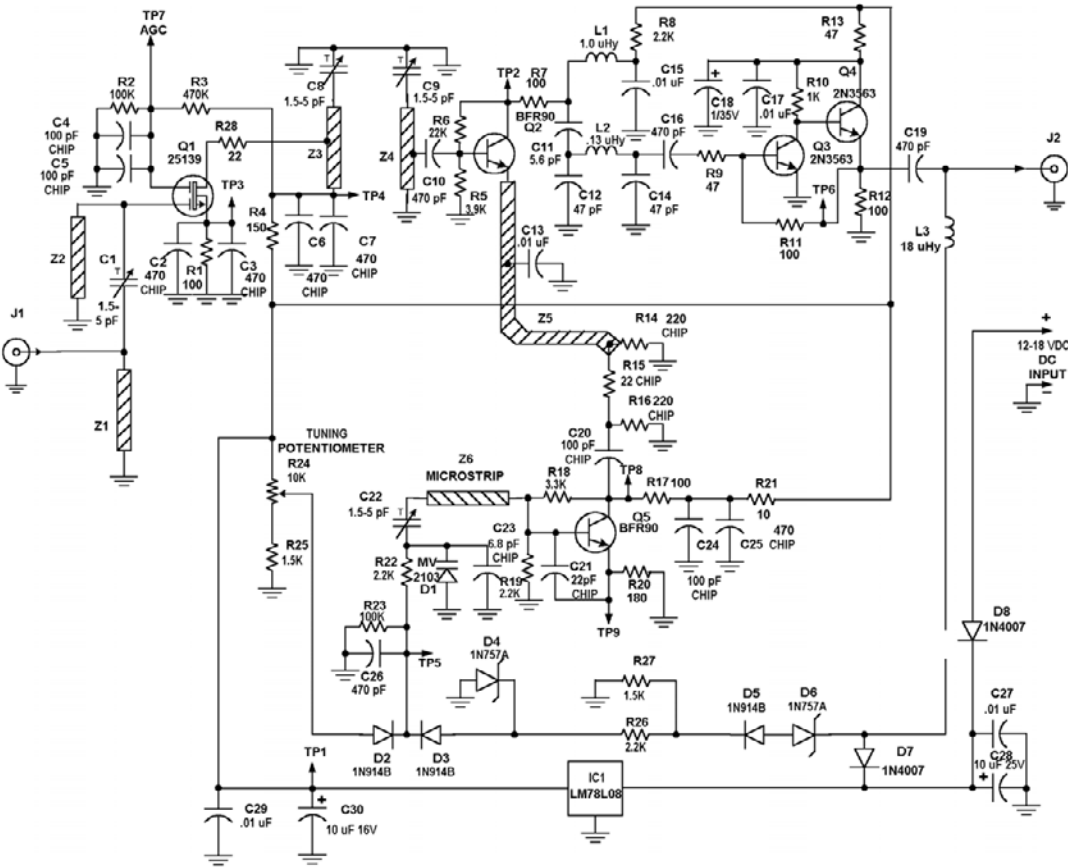 TP7
AGC
R2
100K
R3
470K
C4
100 pF
CHIP
C5
100 pF
CHIP
Q1
25139
R28
22
TP3
C8
1.5-5 pF
Z3
C9
1.5-5 pF
Z4
R6
22K
C10
470 pF
R5
3.9K
TP2
R7
100
BFR90
Q2
L1
1.0 uHy
R8
2.2K
C15
.01 uF
C11
5.6 pF
L2
.13uHy
C16
470 pF
C12
47 pF
C14
47 pF
R9
47
C18
1/35V
C17
.01 uF
R10
1K
R13
47
Q4
2N3563
Q3
2N3563
TP6
R11
100
R12
100
C19
470 pF
J2
L3
18 uHy
TP4
R4
150
C6
470
CHIP
C7
470
CHIP
Z2
C1
1.5-
5 pF
C2
470
CHIP
R1
100
C3
470
CHIP
J1
Z1
C13
.01 uF
Z5
R14
220
CHIP
R15
22 CHIP
R16
220
CHIP
C20
100 pF
CHIP
TP8
+
12-18 VDC
DC
INPUT
–
TUNING
POTENTIOMETER
R24
10K
R25
1.5K
Z6
MICROSTRIP
C22
1.5-5 pF
R18
3.3K
R17
100
R21
10
Q5
BFR90
C24
100 pF
CHIP
C25
470
CHIP
C23
6.8 pF
CHIP
R22
2.2K
MV
2103
D1
R19
2.2K
C21
22pF
CHIP
R20
180
TP9
R23
100K
C26
470 pF
TP5
D4
1N757A
R27
1.5K
R26
2.2K
D5
1N914B
D6
1N757A
D8
1N4007
D7
1N4007
C27
.01 uF
C28
10 uF 25V
D2
1N914B
D3
1N914B
TP1
IC1
LM78L08
C29
.01 uF
C30
10 uF 16V